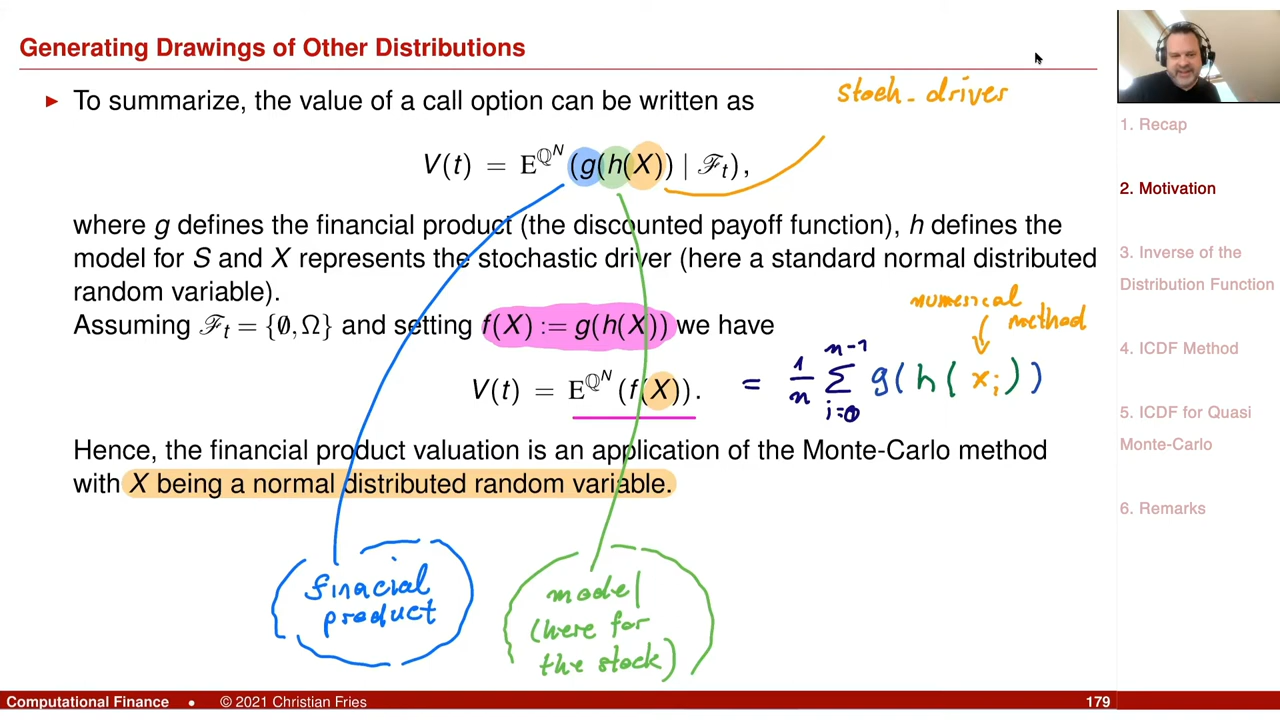 Generating Drawings of Other Distributions
stoch. driver
► To summarize, the value of a call option can be written as
V(t) = E^{ℚ^N} (g(h(X)) | ℱ_t),
where g defines the financial product (the discounted payoff function), h defines the
model for S and X represents the stochastic driver (here a standard normal distributed
random variable).
Assuming ℱ_t = {∅, Ω} and setting f(X) := g(h(X)) we have
numerical
method
V(t) = E^{ℚ^N} (f(X)). = 1/n ∑_{i=0}^{n-1} g(h(x_i))
Hence, the financial product valuation is an application of the Monte-Carlo method
with X being a normal distributed random variable.
finacial
product
model
(here for
the stock)
1. Recap
2. Motivation
3. Inverse of the
Distribution Function
4. ICDF Method
5. ICDF for Quasi
Monte-Carlo
6. Remarks
Computational Finance • © 2021 Christian Fries 179